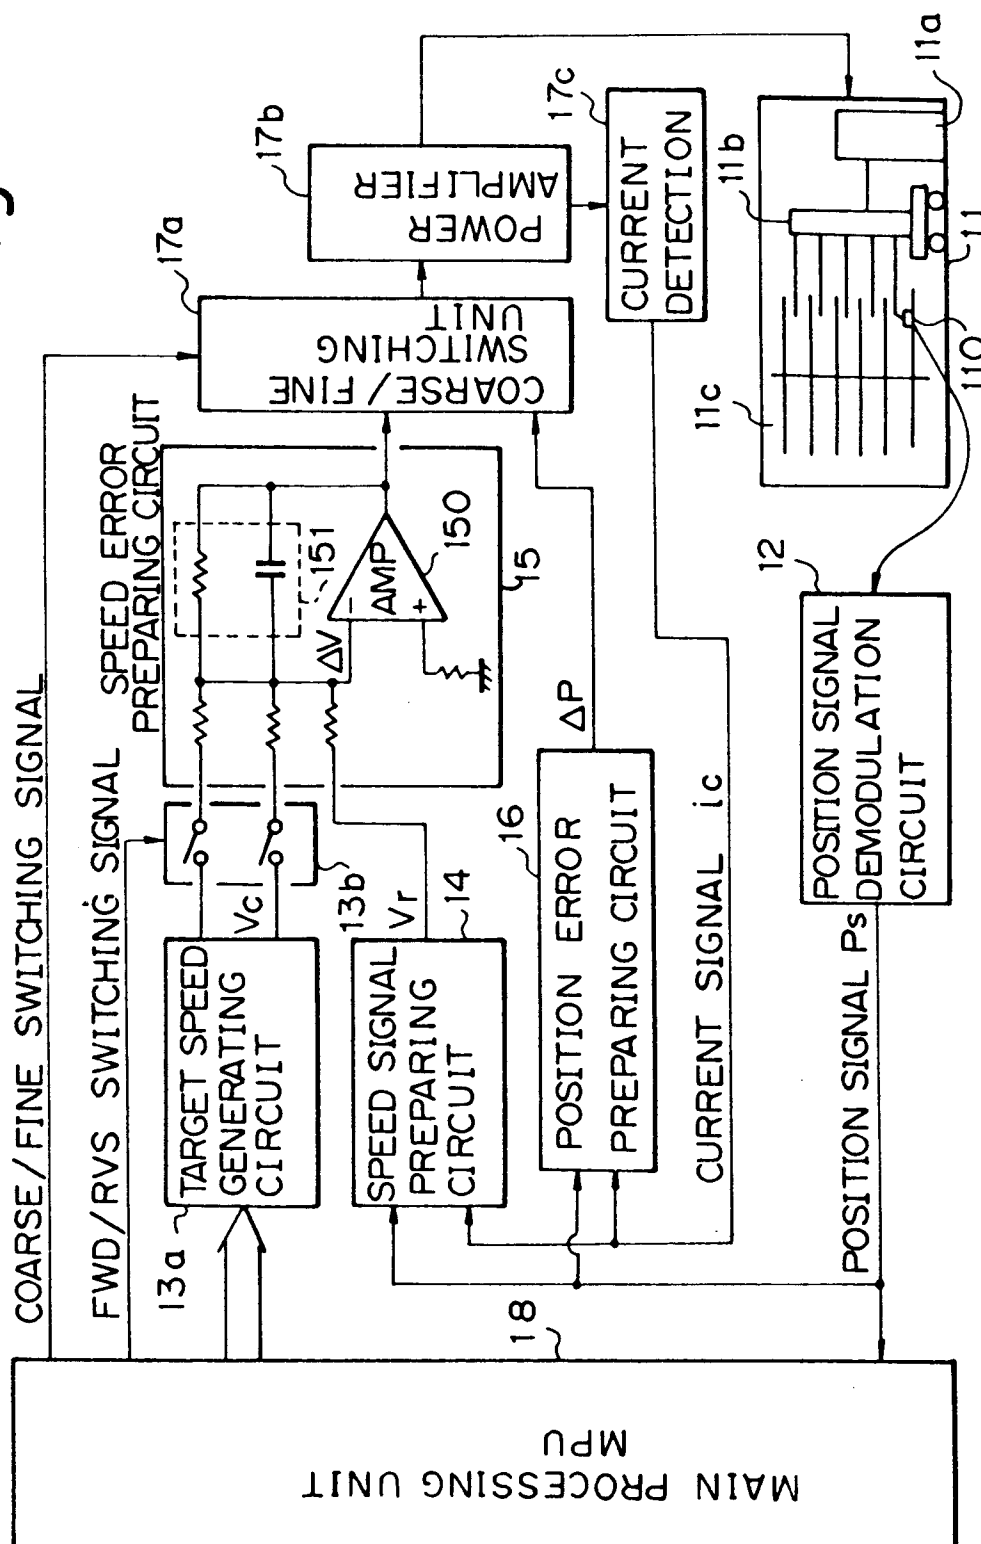 COARSE/FINE SWITCHING SIGNAL
FWD/RVS SWITCHING SIGNAL
SPEED ERROR
PREPARING CIRCUIT
17a
17b
17c
13a
TARGET SPEED
GENERATING
CIRCUIT
Vc
13b
151
ΔV
AMP
−
+
150
15
COARSE/FINE
SWITCHING
UNIT
POWER
AMPLIFIER
CURRENT
DETECTION
SPEED SIGNAL
PREPARING
CIRCUIT
Vr
14
16
POSITION ERROR
PREPARING CIRCUIT
ΔP
CURRENT SIGNAL ic
18
MAIN PROCESSING UNIT
MPU
12
POSITION SIGNAL
DEMODULATION
CIRCUIT
POSITION SIGNAL Ps
11c
11b
11a
110
11